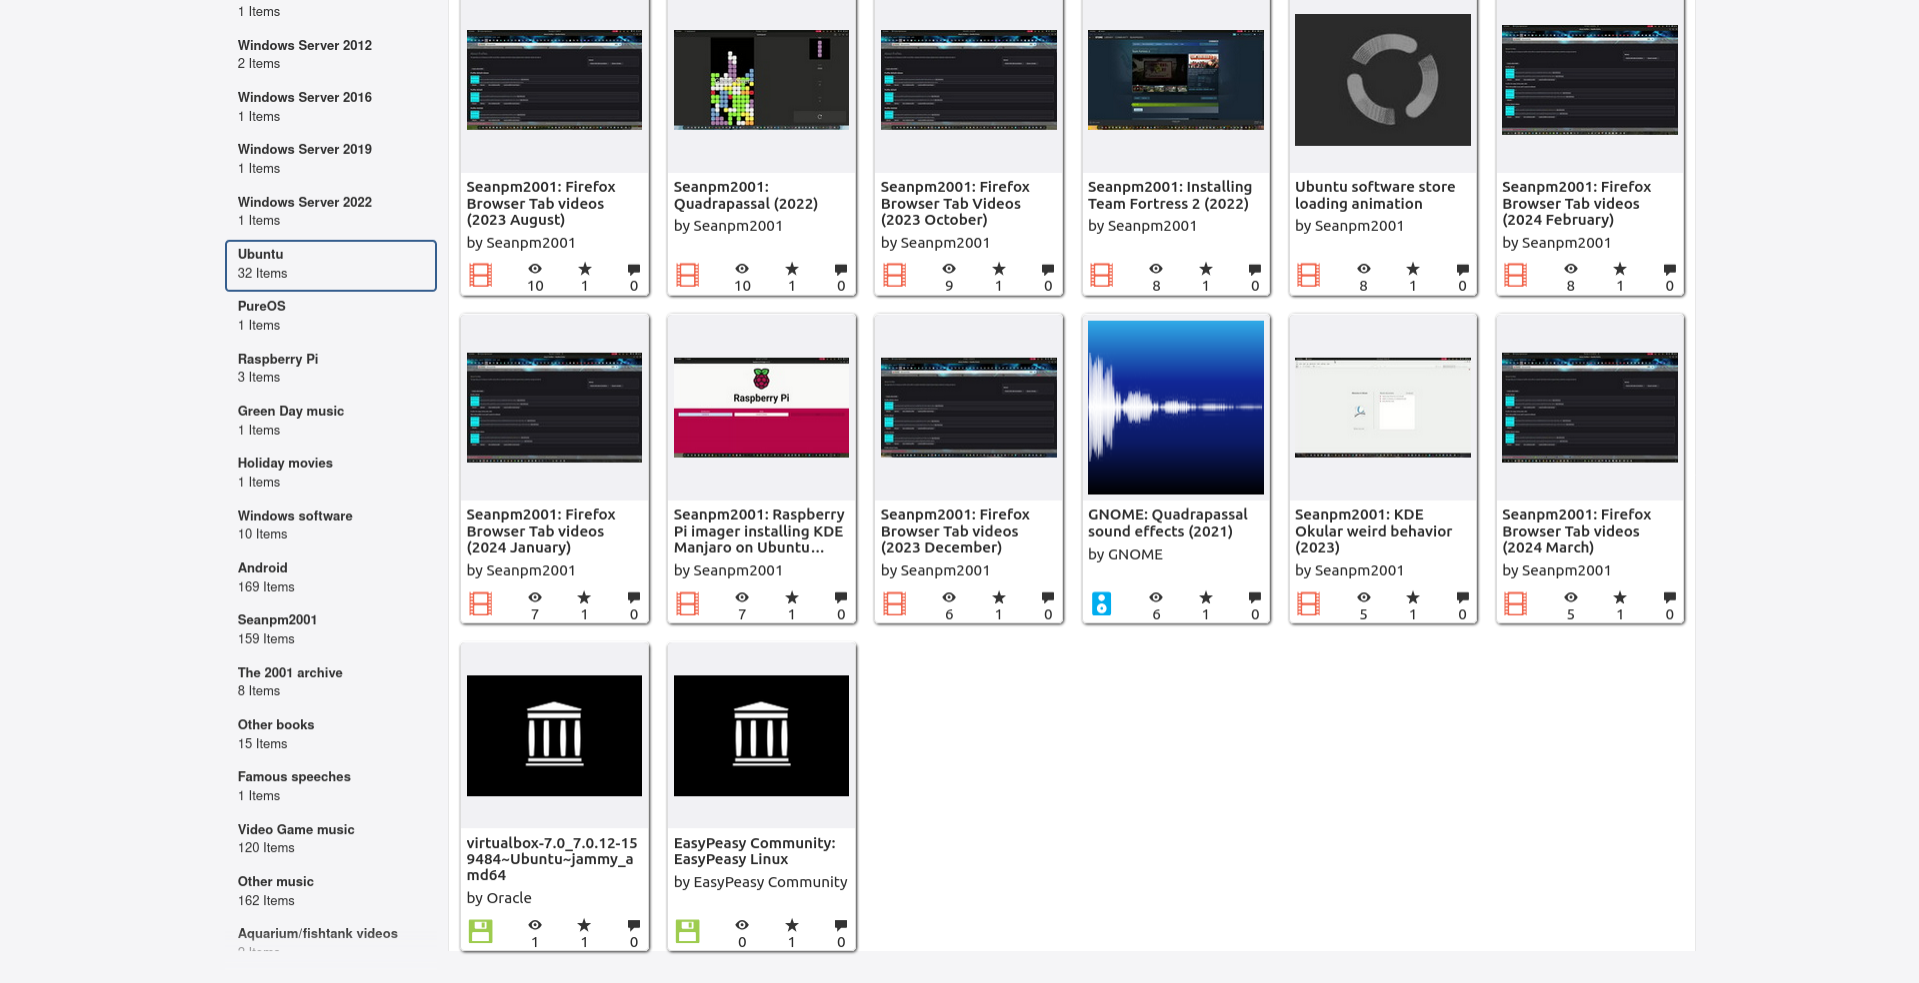 1 Items
Windows Server 2012
2 Items
Windows Server 2016
1 Items
Windows Server 2019
1 Items
Windows Server 2022
1 Items
Ubuntu
32 Items
PureOS
1 Items
Raspberry Pi
3 Items
Green Day music
1 Items
Holiday movies
1 Items
Windows software
10 Items
Android
169 Items
Seanpm2001
159 Items
The 2001 archive
8 Items
Other books
15 Items
Famous speeches
1 Items
Video Game music
120 Items
Other music
162 Items
Aquarium/fishtank videos
Seanpm2001: Firefox
Browser Tab videos
(2023 August)
by Seanpm2001
10 1 0
Seanpm2001:
Quadrapassal (2022)
by Seanpm2001
10 1 0
Seanpm2001: Firefox
Browser Tab Videos
(2023 October)
by Seanpm2001
9 1 0
Seanpm2001: Installing
Team Fortress 2 (2022)
by Seanpm2001
8 1 0
Ubuntu software store
loading animation
by Seanpm2001
8 1 0
Seanpm2001: Firefox
Browser Tab videos
(2024 February)
by Seanpm2001
8 1 0
Seanpm2001: Firefox
Browser Tab videos
(2024 January)
by Seanpm2001
7 1 0
Raspberry Pi
Seanpm2001: Raspberry
Pi imager installing KDE
Manjaro on Ubuntu...
by Seanpm2001
7 1 0
Seanpm2001: Firefox
Browser Tab videos
(2023 December)
by Seanpm2001
6 1 0
GNOME: Quadrapassal
sound effects (2021)
by GNOME
6 1 0
Seanpm2001: KDE
Okular weird behavior
(2023)
by Seanpm2001
5 1 0
Seanpm2001: Firefox
Browser Tab videos
(2024 March)
by Seanpm2001
5 1 0
virtualbox-7.0_7.0.12-15
9484~Ubuntu~jammy_a
md64
by Oracle
1 1 0
EasyPeasy Community:
EasyPeasy Linux
by EasyPeasy Community
0 1 0